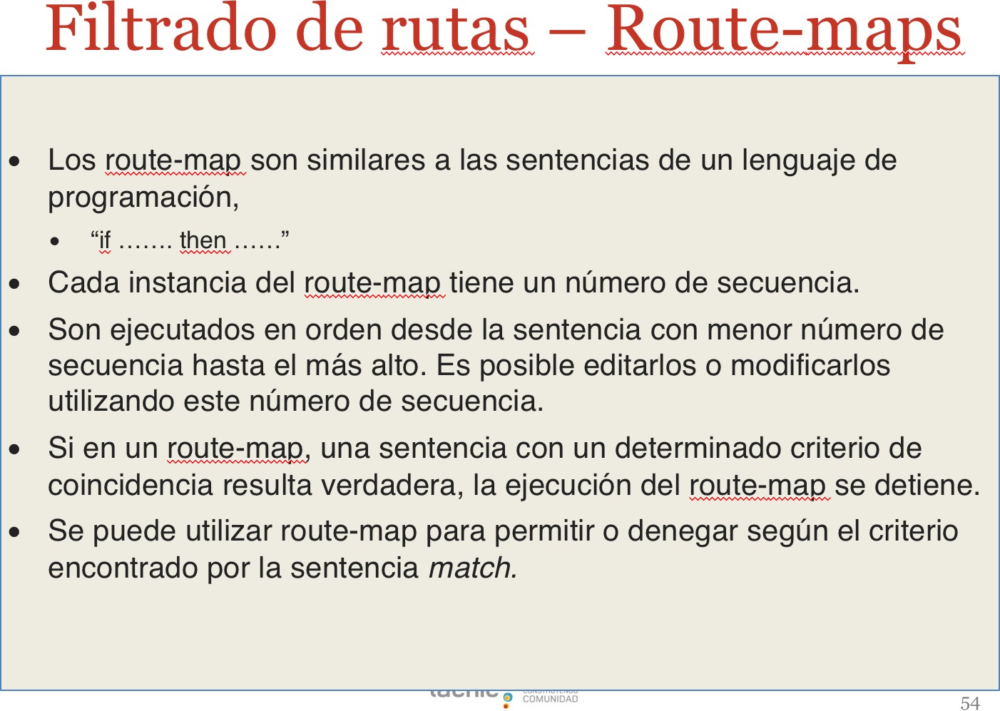 Filtrado de rutas – Route-maps
• Los route-map son similares a las sentencias de un lenguaje de
programación,
• “if ……. then ……”
• Cada instancia del route-map tiene un número de secuencia.
• Son ejecutados en orden desde la sentencia con menor número de
secuencia hasta el más alto. Es posible editarlos o modificarlos
utilizando este número de secuencia.
• Si en un route-map, una sentencia con un determinado criterio de
coincidencia resulta verdadera, la ejecución del route-map se detiene.
• Se puede utilizar route-map para permitir o denegar según el criterio
encontrado por la sentencia match.
COMUNIDAD
54